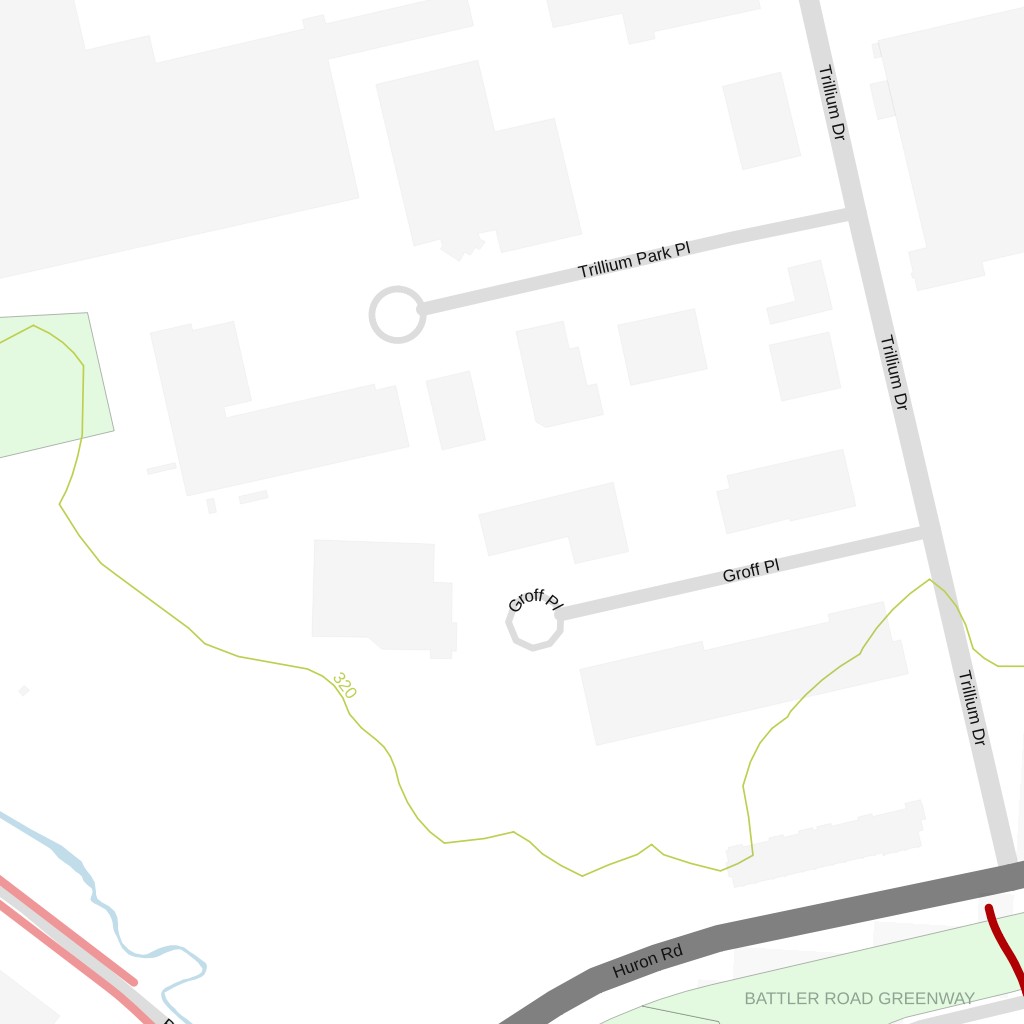 Trillium Dr
Trillium Park Pl
Trillium Dr
Groff Pl
Groff Pl
320
Trillium Dr
Huron Rd
BATTLER ROAD GREENWAY